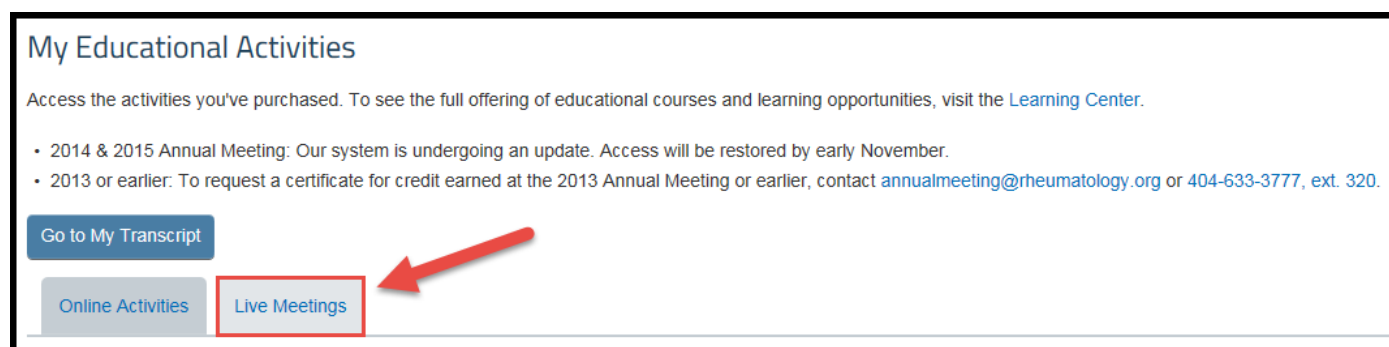 My Educational Activities
Access the activities you've purchased. To see the full offering of educational courses and learning opportunities, visit the Learning Center.
• 2014 & 2015 Annual Meeting: Our system is undergoing an update. Access will be restored by early November.
• 2013 or earlier: To request a certificate for credit earned at the 2013 Annual Meeting or earlier, contact annualmeeting@rheumatology.org or 404-633-3777, ext. 320.
Go to My Transcript
Online Activities Live Meetings